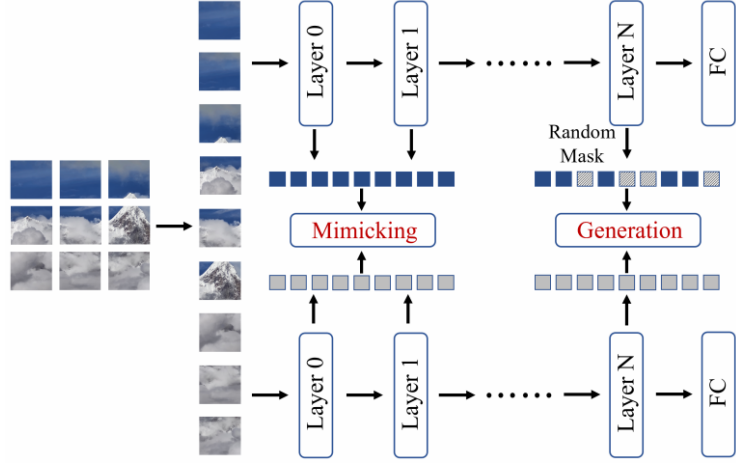 Layer 0
Layer 1
Layer N
FC
Random
Mask
Mimicking
Generation
Layer 0
Layer 1
Layer N
FC